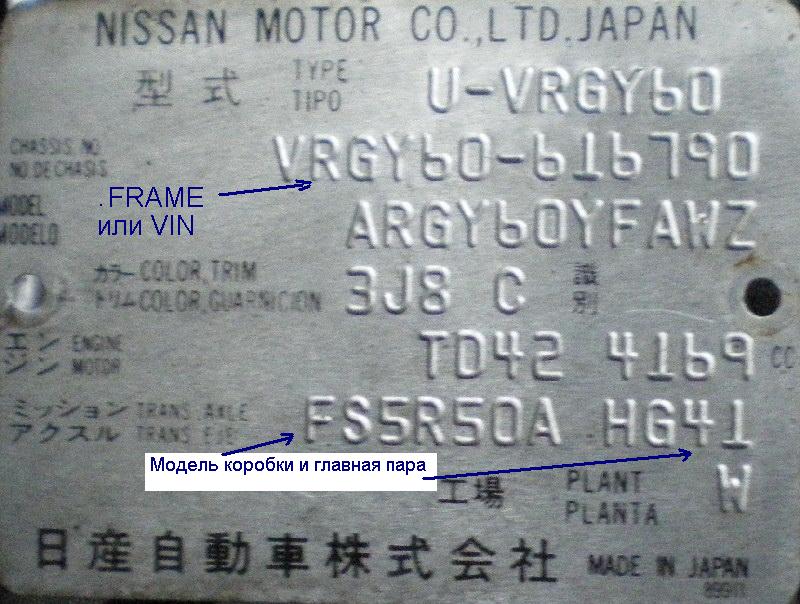 NISSAN MOTOR CO.,LTD.JAPAN
型式 TYPE TIPO U-VRGY60
CHASSIS.NO NO DE CHASIS VRGY60-616790
.FRAME
или VIN
MODEL MODELO ARGY60YFAWZ
カラー COLOR,TRIM
トリム COLOR,GUARNICION 3J8 C 識別
エンジン ENGINE MOTOR TD42 4169 CC
ミッション TRANS.AXLE
アクスル TRANS EJE FS5R50A HG41
Модель коробки и главная пара
工場 PLANT PLANTA W
日産自動車株式会社 MADE IN JAPAN